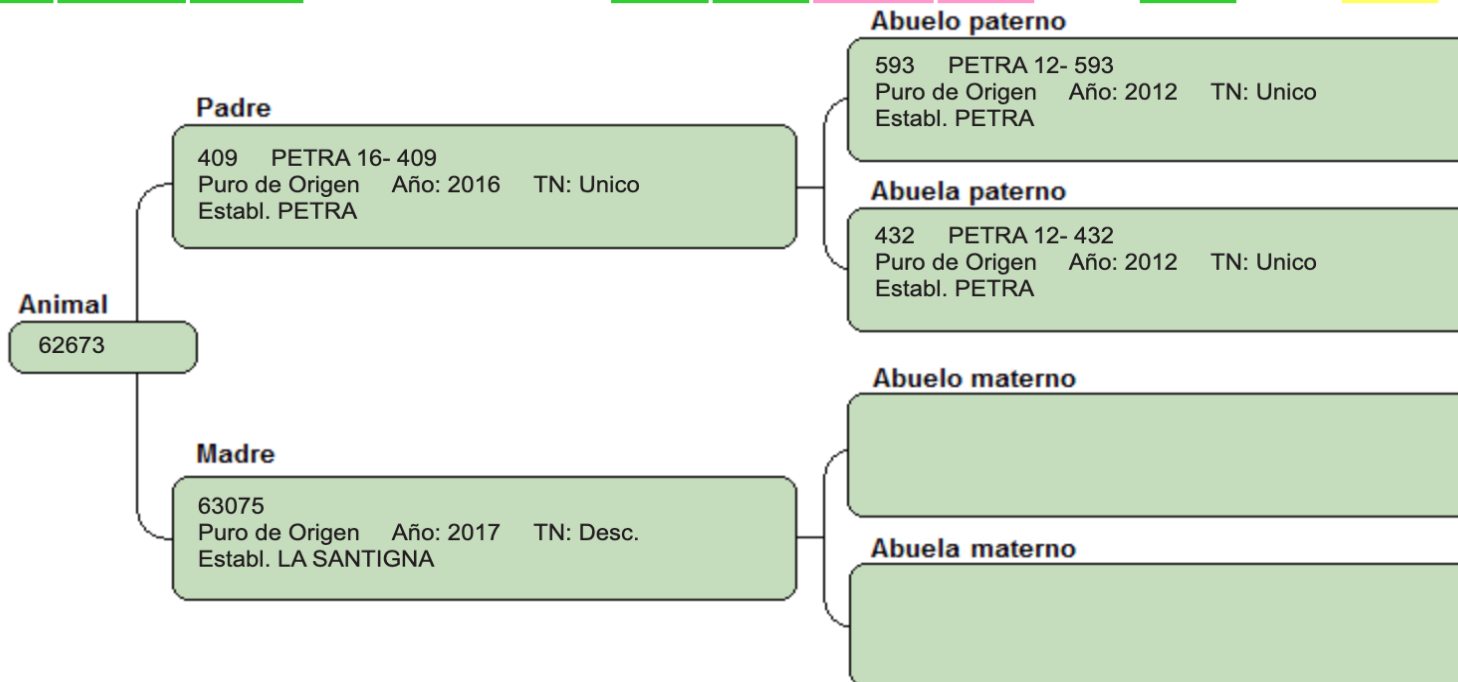 Abuelo paterno
593 PETRA 12- 593
Puro de Origen Año: 2012 TN: Unico
Establ. PETRA
Padre
409 PETRA 16- 409
Puro de Origen Año: 2016 TN: Unico
Establ. PETRA
Abuela paterno
432 PETRA 12- 432
Puro de Origen Año: 2012 TN: Unico
Establ. PETRA
Animal
62673
Abuelo materno
Madre
63075
Puro de Origen Año: 2017 TN: Desc.
Establ. LA SANTIGNA
Abuela materno